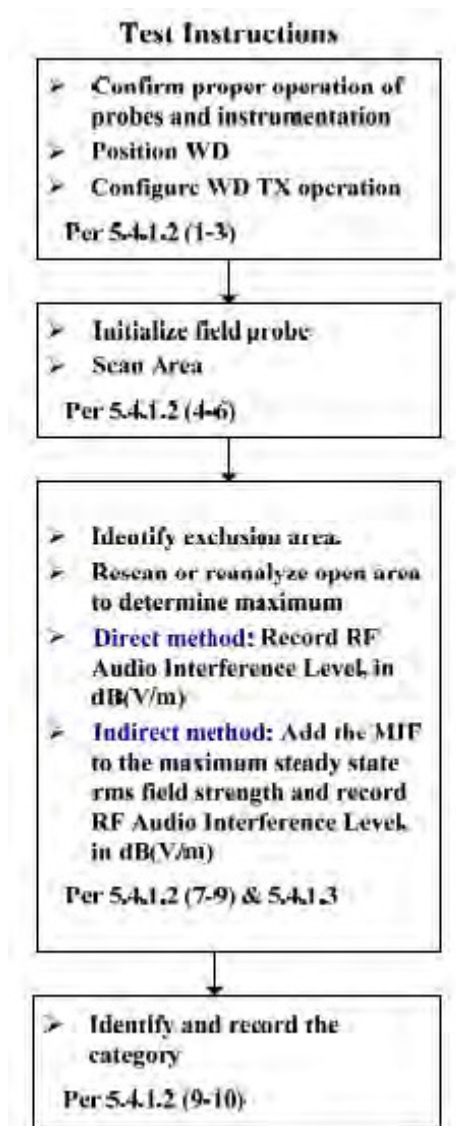 Test Instructions
➢ Confirm proper operation of
probes and instrumentation
➢ Position WD
➢ Configure WD TX operation
Per 5.4.1.2 (1-3)
➢ Initialize field probe
➢ Scan Area
Per 5.4.1.2 (4-6)
➢ Identify exclusion area.
➢ Rescan or reanalyze open area
to determine maximum
➢ Direct method: Record RF
Audio Interference Level, in
dB(V/m)
➢ Indirect method: Add the MIF
to the maximum steady state
rms field strength and record
RF Audio Interference Level,
in dB(V/m)
Per 5.4.1.2 (7-9) & 5.4.1.3
➢ Identify and record the
category
Per 5.4.1.2 (9-10)